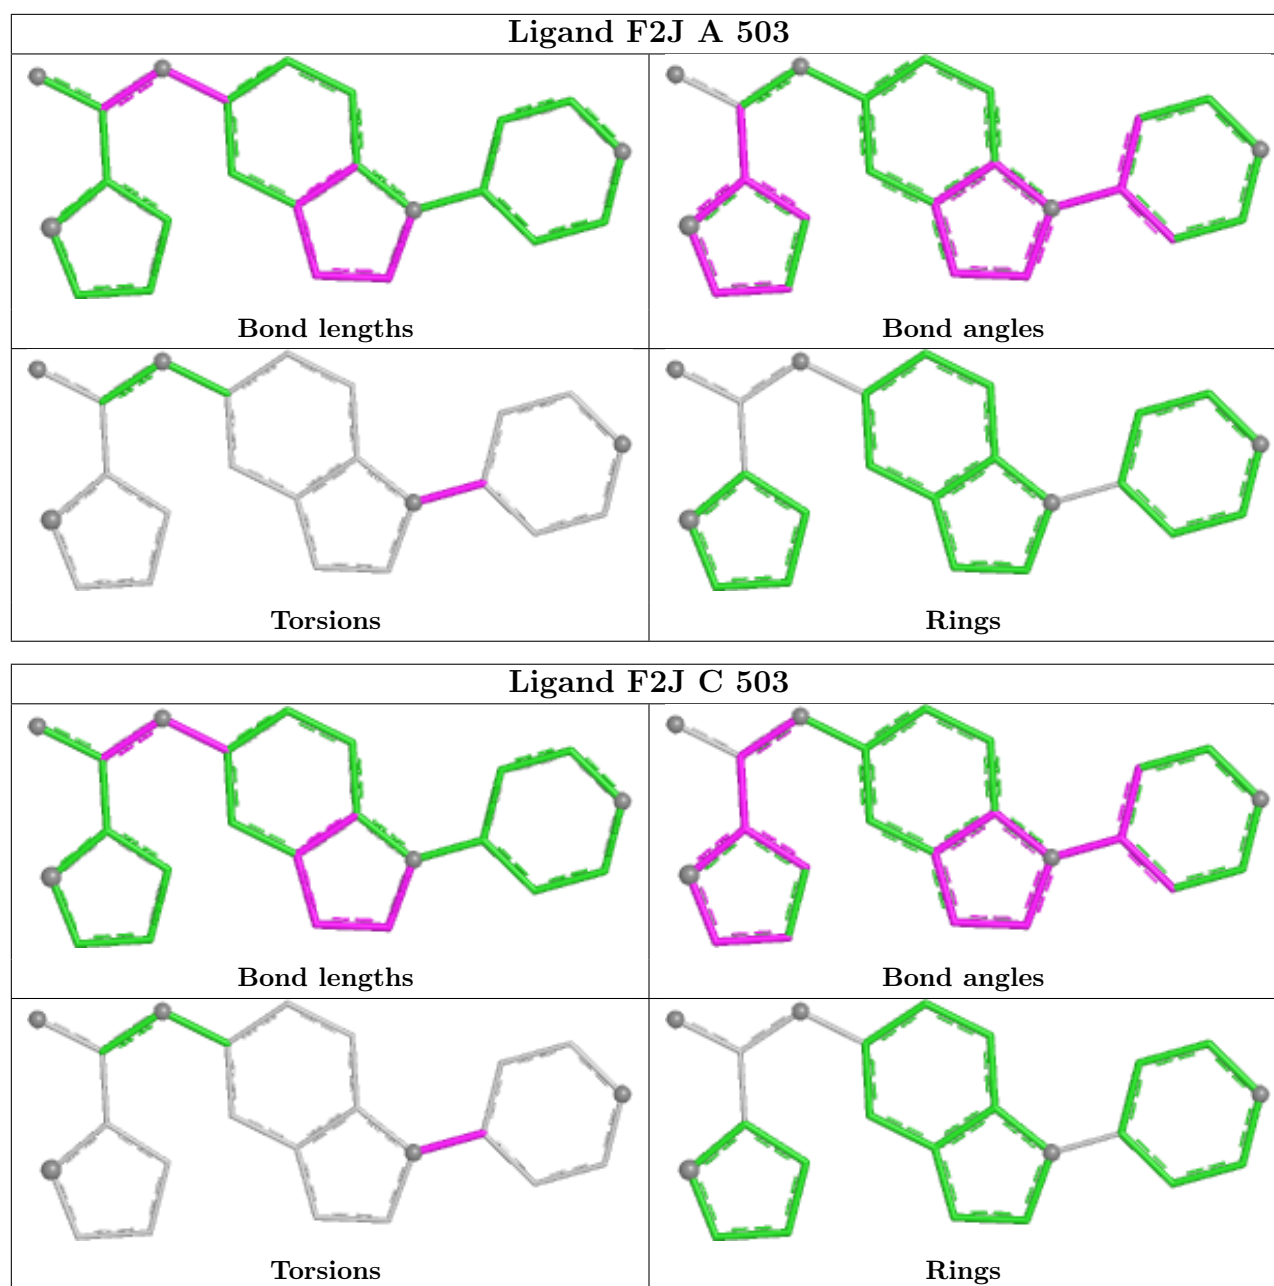 Ligand F2J A 503
Bond lengths
Bond angles
Torsions
Rings
Ligand F2J C 503
Bond lengths
Bond angles
Torsions
Rings